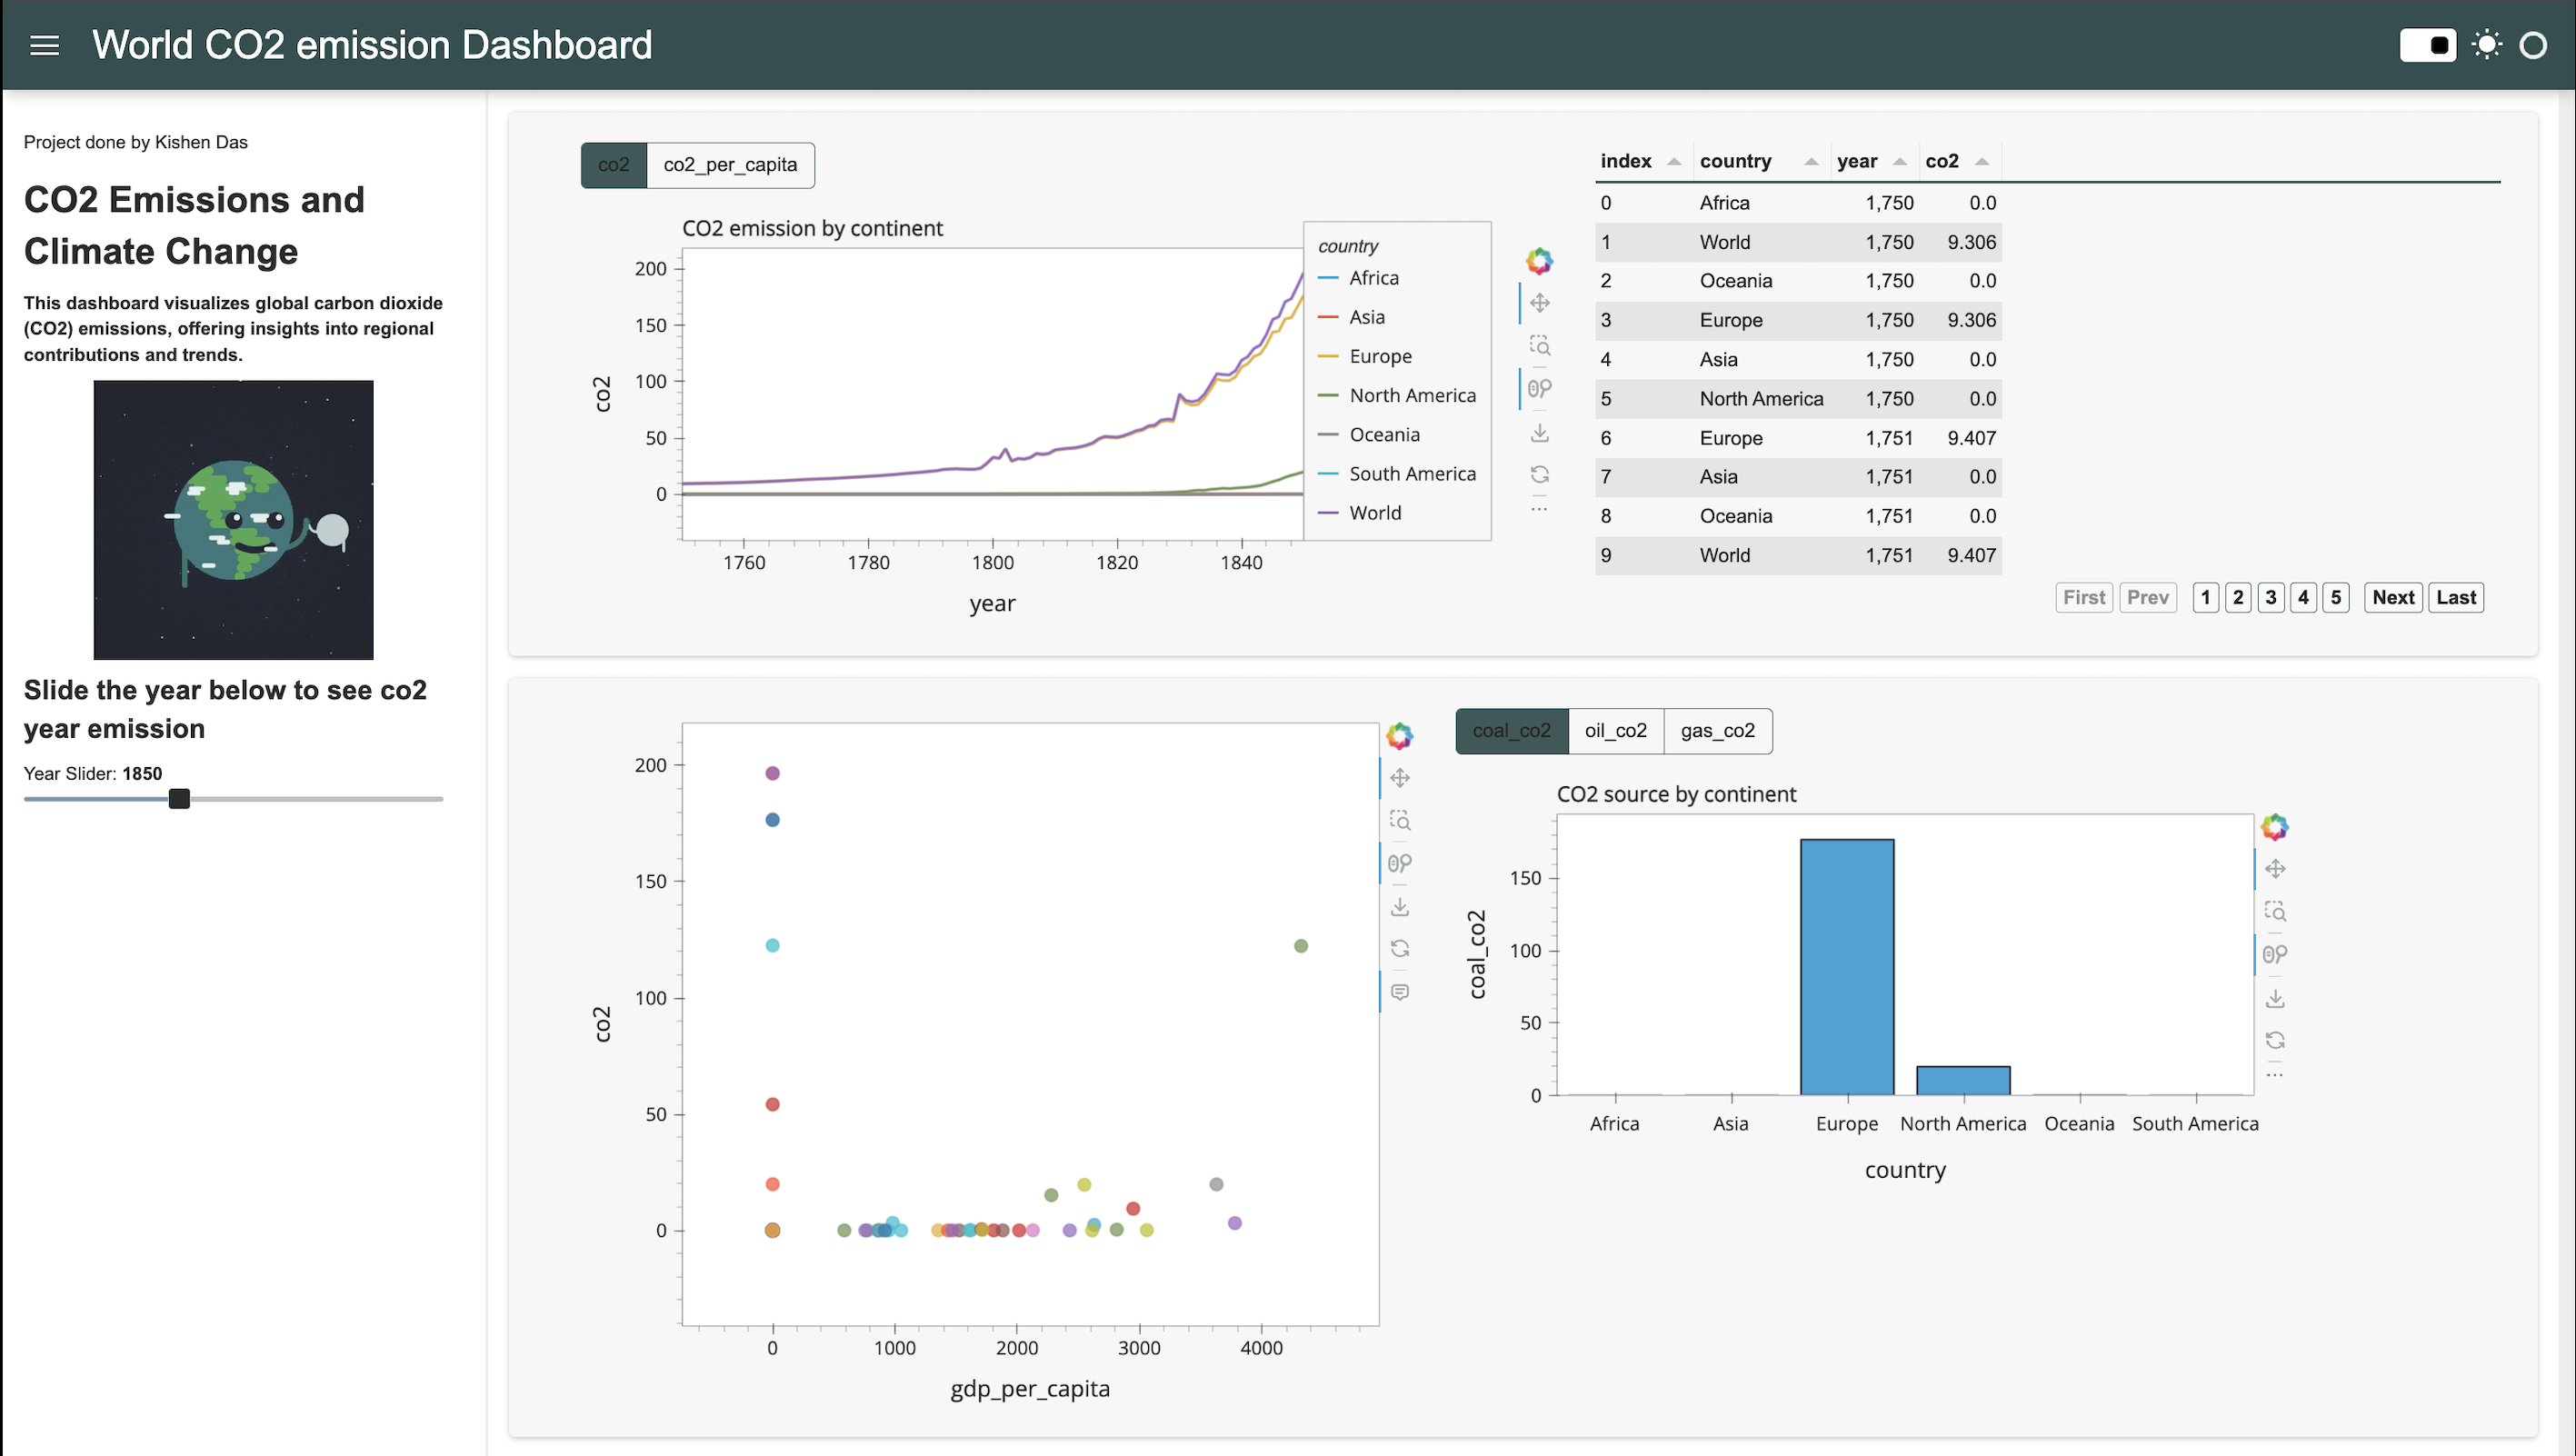 World CO2 emission Dashboard
Project done by Kishen Das
CO2 Emissions and
Climate Change
This dashboard visualizes global carbon dioxide
(CO2) emissions, offering insights into regional
contributions and trends.
Slide the year below to see co2
year emission
Year Slider: 1850
co2 co2_per_capita
CO2 emission by continent
200
150
100
50
0
co2
1760 1780 1800 1820 1840
year
country
Africa
Asia
Europe
North America
Oceania
South America
World
index country year co2
0 Africa 1,750 0.0
1 World 1,750 9.306
2 Oceania 1,750 0.0
3 Europe 1,750 9.306
4 Asia 1,750 0.0
5 North America 1,750 0.0
6 Europe 1,751 9.407
7 Asia 1,751 0.0
8 Oceania 1,751 0.0
9 World 1,751 9.407
First Prev 1 2 3 4 5 Next Last
200
150
100
50
0
co2
0 1000 2000 3000 4000
gdp_per_capita
coal_co2 oil_co2 gas_co2
CO2 source by continent
150
100
50
0
coal_co2
Africa Asia Europe North America Oceania South America
country